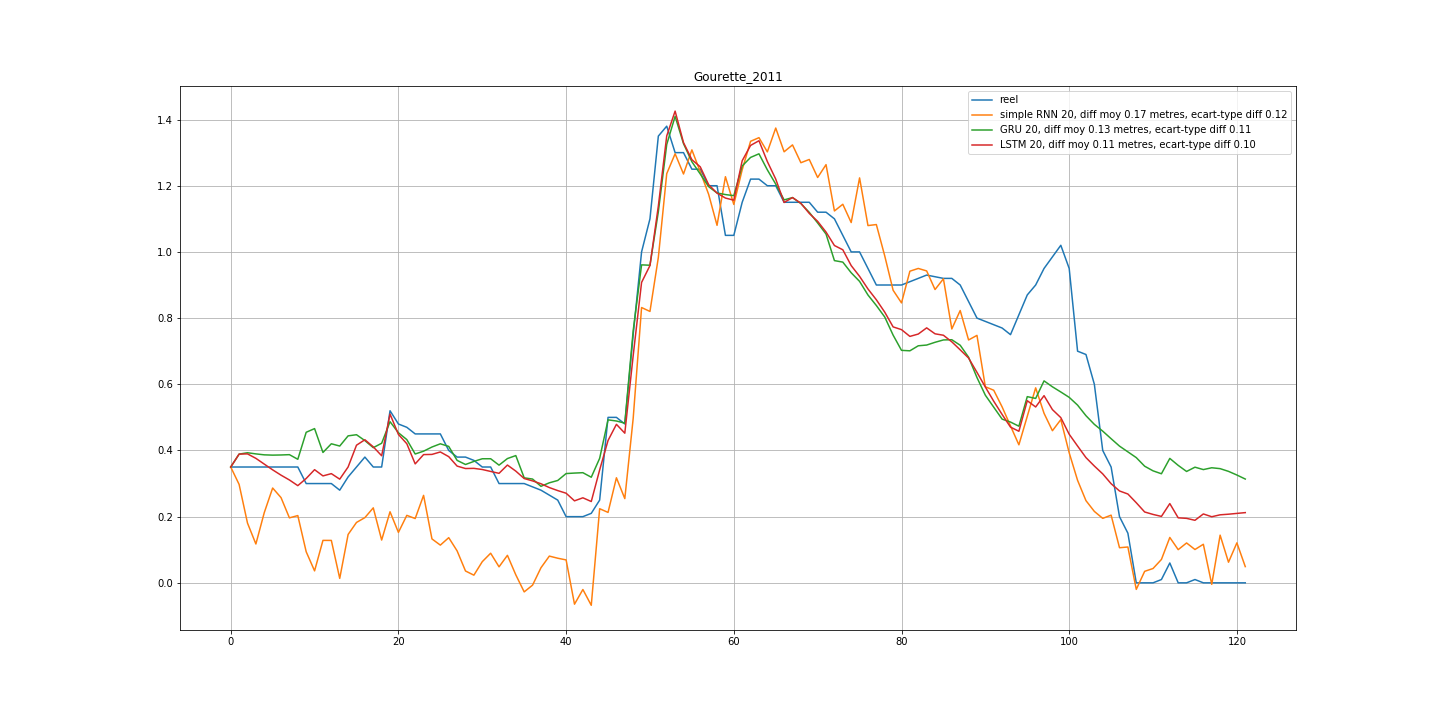 Gourette_2011
reel
simple RNN 20, diff moy 0.17 metres, ecart-type diff 0.12
GRU 20, diff moy 0.13 metres, ecart-type diff 0.11
LSTM 20, diff moy 0.11 metres, ecart-type diff 0.10
1.4
1.2
1.0
0.8
0.6
0.4
0.2
0.0
0 20 40 60 80 100 120